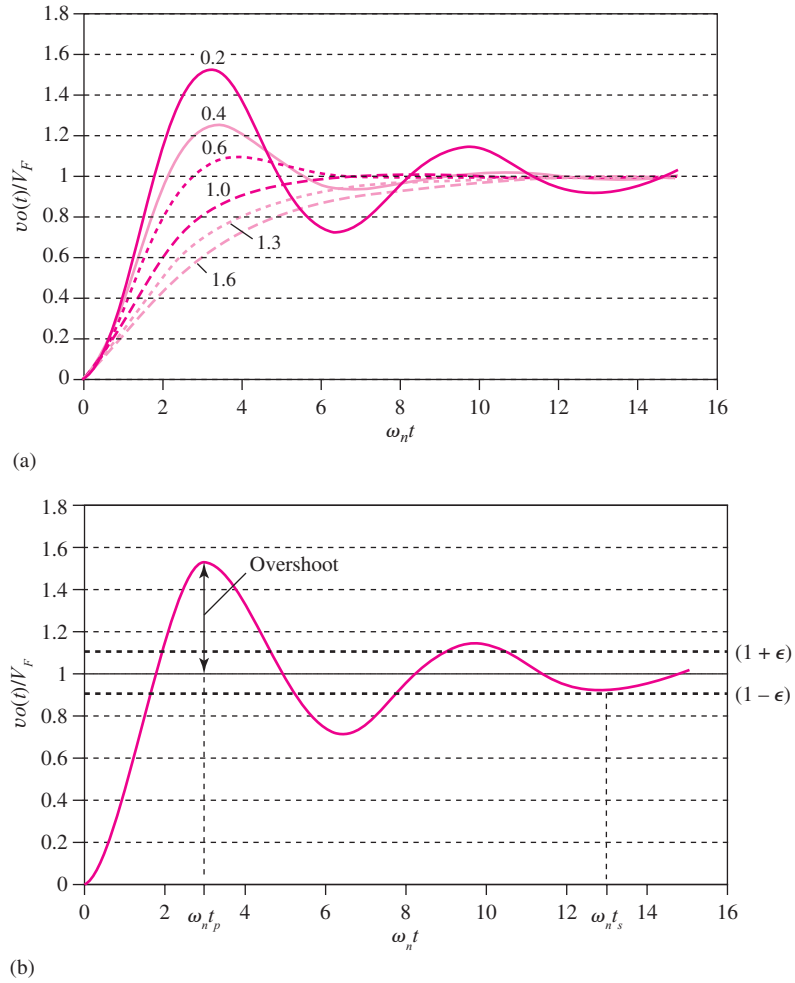 1.8
1.6
1.4
1.2
1
0.8
0.6
0.4
0.2
0
vo(t)/V_F
0.2
0.4
0.6
1.0
1.3
1.6
0 2 4 6 8 10 12 14 16
ω_n t
(a)
1.8
1.6
1.4
1.2
1
0.8
0.6
0.4
0.2
0
vo(t)/V_F
Overshoot
(1 + ϵ)
(1 − ϵ)
0 2 4 6 8 10 12 14 16
ω_n t_p
ω_n t_s
ω_n t
(b)